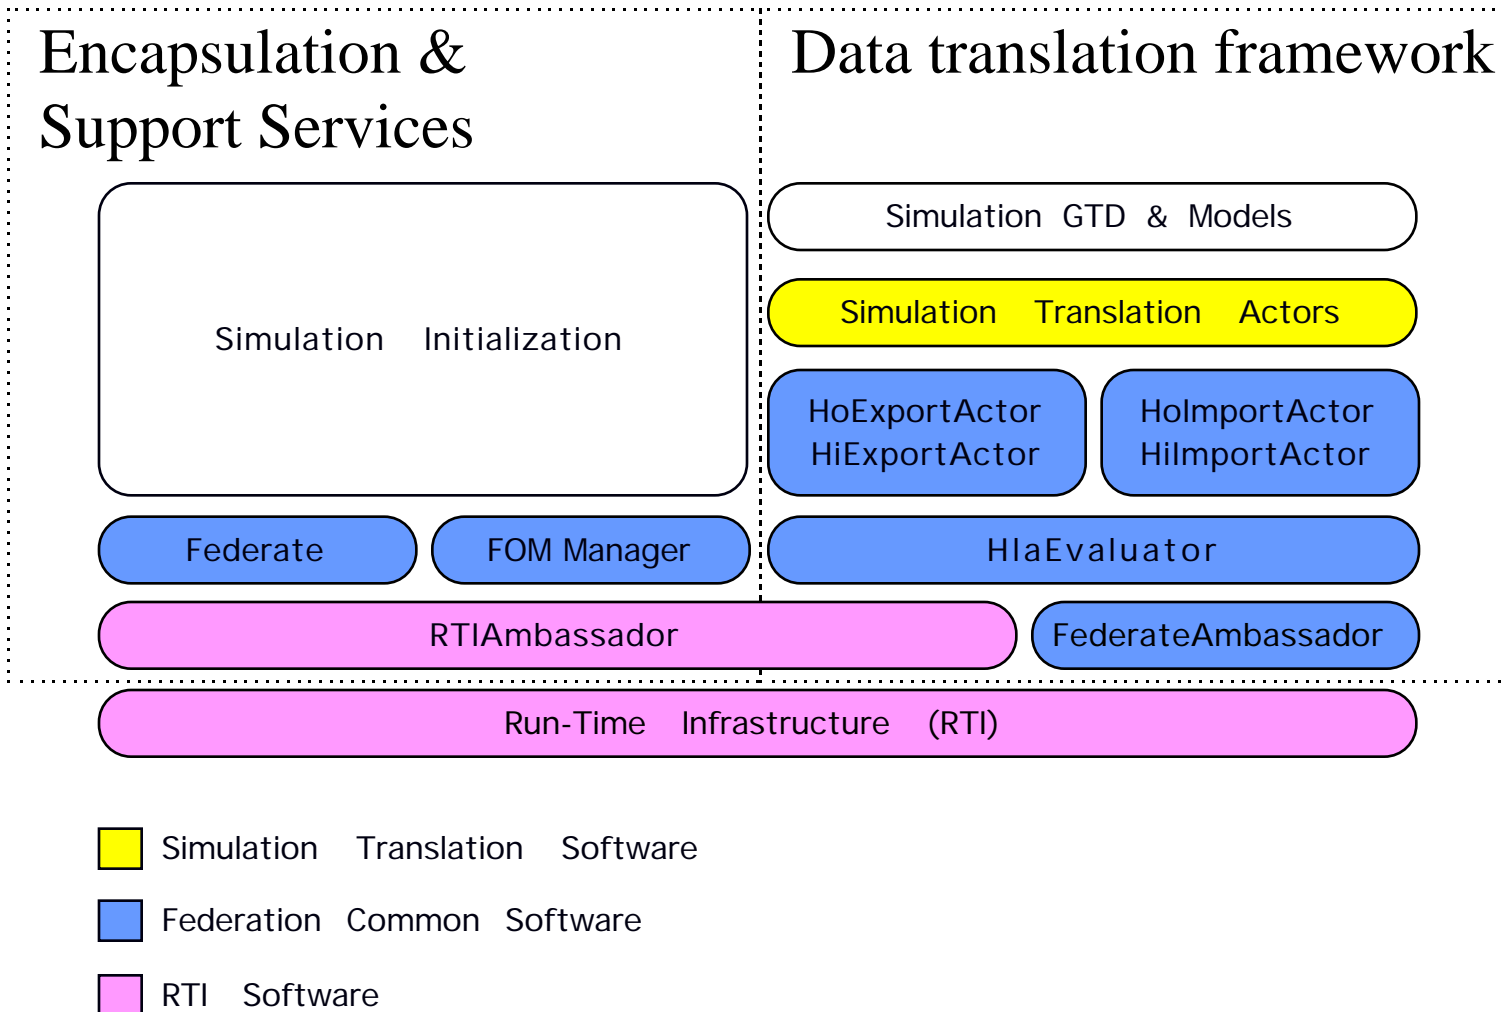 Encapsulation &
Support Services
Data translation framework
Simulation Initialization
Simulation GTD & Models
Simulation Translation Actors
HoExportActor
HiExportActor
HoImportActor
HiImportActor
Federate
FOM Manager
HlaEvaluator
RTIAmbassador
FederateAmbassador
Run-Time Infrastructure (RTI)
Simulation Translation Software
Federation Common Software
RTI Software